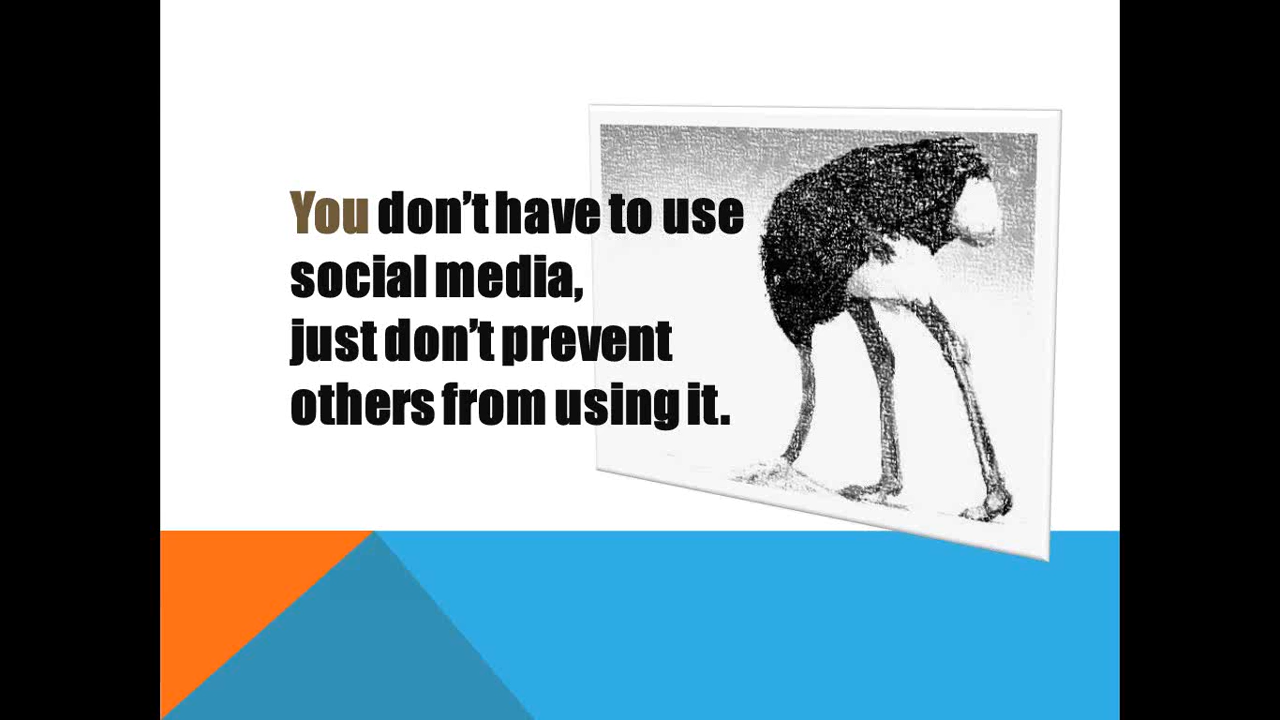 You don’t have to use
social media,
just don’t prevent
others from using it.